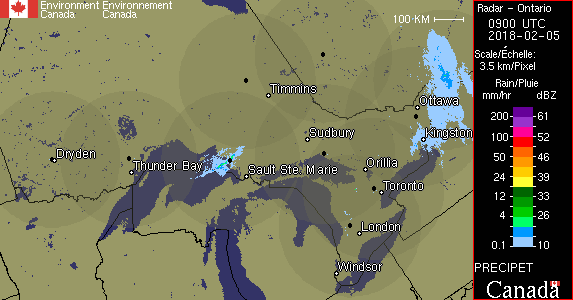 Environment Environnement
Canada Canada
100 KM
Timmins
Ottawa
Sudbury
Kingston
Dryden
Thunder Bay
Sault Ste. Marie
Orillia
Toronto
London
Windsor
Radar - Ontario
0900 UTC
2018-02-05
Scale/Échelle:
3.5 km/Pixel
Rain/Pluie
mm/hr dBZ
200 61
100 52
50 46
24 39
12 33
4 26
0.1 10
PRECIPET
Canada